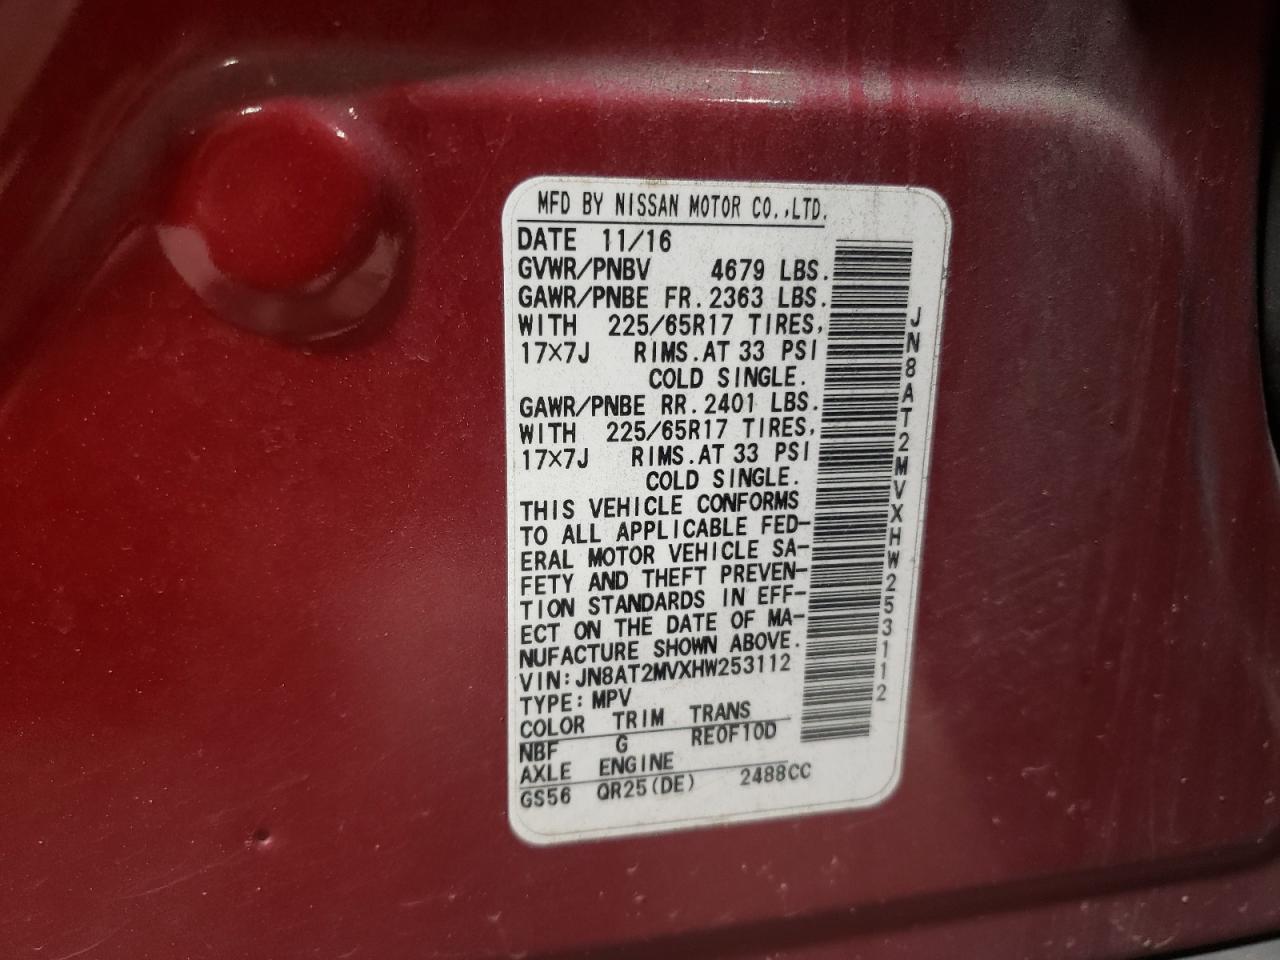 MFD BY NISSAN MOTOR CO.,LTD.
DATE 11/16
GVWR/PNBV 4679 LBS.
GAWR/PNBE FR. 2363 LBS.
WITH 225/65R17 TIRES,
17×7J RIMS.AT 33 PSI
COLD SINGLE.
GAWR/PNBE RR. 2401 LBS.
WITH 225/65R17 TIRES,
17×7J RIMS.AT 33 PSI
COLD SINGLE.
THIS VEHICLE CONFORMS
TO ALL APPLICABLE FED-
ERAL MOTOR VEHICLE SA-
FETY AND THEFT PREVEN-
TION STANDARDS IN EFF-
ECT ON THE DATE OF MA-
NUFACTURE SHOWN ABOVE.
VIN:JN8AT2MVXHW253112
TYPE:MPV
COLOR TRIM TRANS
NBF G RE0F10D
AXLE ENGINE
GS56 QR25(DE) 2488CC
JN8AT2MVXHW253112